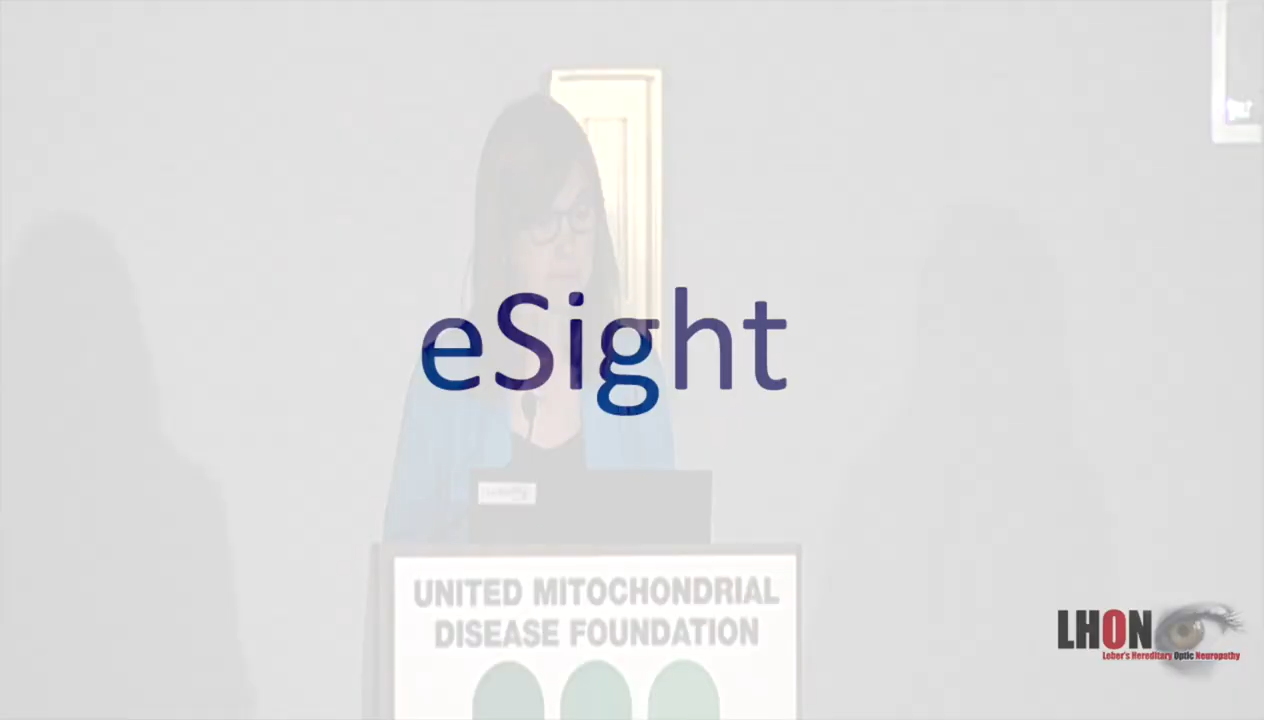 eSight
UNITED MITOCHONDRIAL
DISEASE FOUNDATION
LHON
Leber's Hereditary Optic Neuropathy